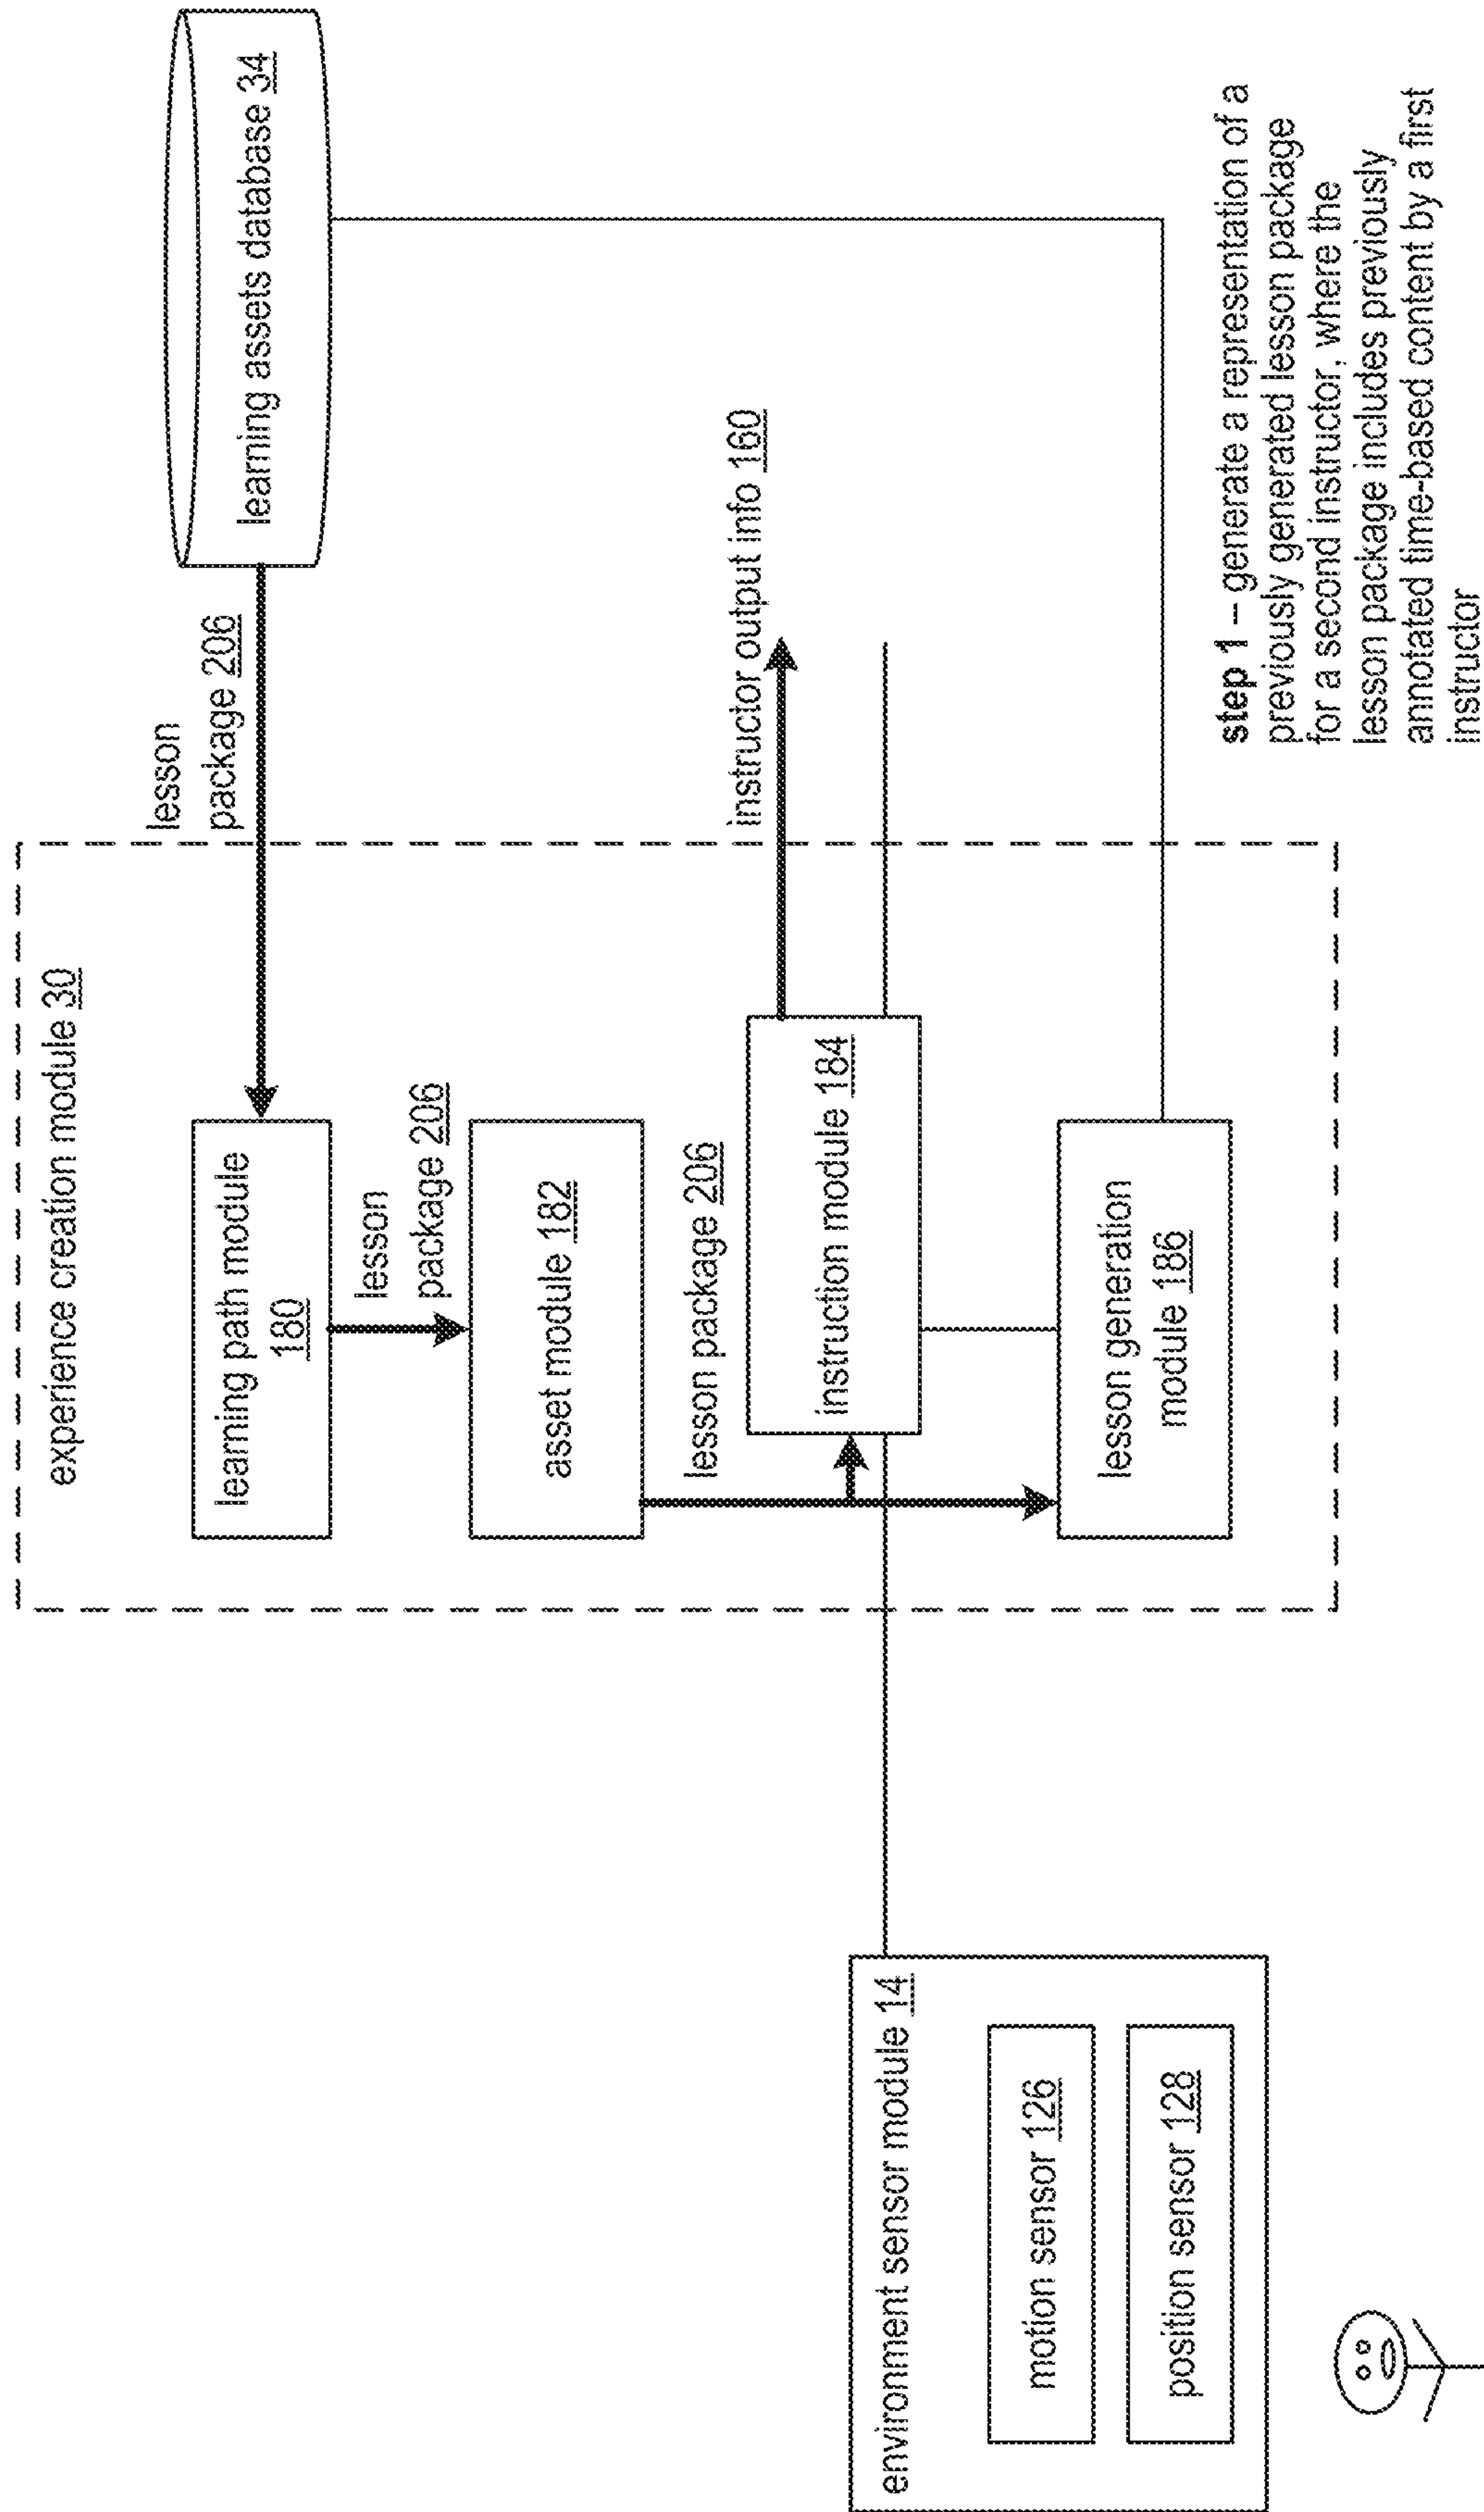 experience creation module 30
learning assets database 34
lesson
package 206
learning path module
180
lesson
package 206
asset module 182
lesson package 206
instructor output info 160
instruction module 184
lesson generation
module 186
environment sensor module 14
motion sensor 126
position sensor 128
step 1 – generate a representation of a
previously generated lesson package
for a second instructor, where the
lesson package includes previously
annotated time-based content by a first
instructor